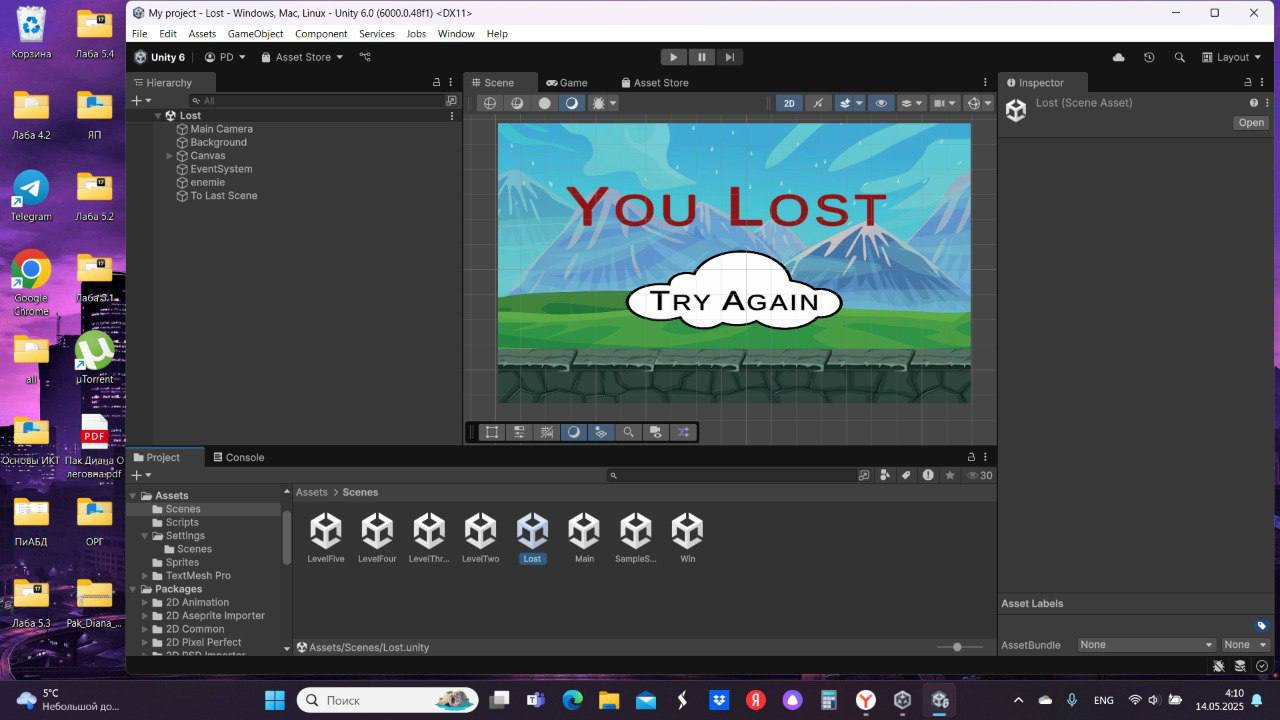 Корзина
Лаба 5.4
Лаба 4.2
ЯП
Telegram
Лаба 5.2
Google Chrome
all
µTorrent
PDF
Основы ИКТ
Пак Диана О
леговна.pdf
ПиАБД
ОРГ
Лаба 5.3
Pak_Diana_...
My project - Lost - Windows, Mac, Linux - Unity 6.0 (6000.0.48f1) <DX11>
File Edit Assets GameObject Component Services Jobs Window Help
Unity 6 PD Asset Store Layout
Hierarchy
All
Lost
Main Camera
Background
Canvas
EventSystem
enemie
To Last Scene
Scene Game Asset Store
2D
You Lost
Try Again
Inspector
Lost (Scene Asset)
Open
Project Console
30
Assets
Scenes
Scripts
Settings
Scenes
Sprites
TextMesh Pro
Packages
2D Animation
2D Aseprite Importer
2D Common
2D Pixel Perfect
2D PSD Importer
Assets > Scenes
LevelFive LevelFour LevelThr... LevelTwo Lost Main SampleS... Win
Assets/Scenes/Lost.unity
Asset Labels
AssetBundle None None
5°C
Небольшой до...
Поиск
ENG
4:10
14.05.2025